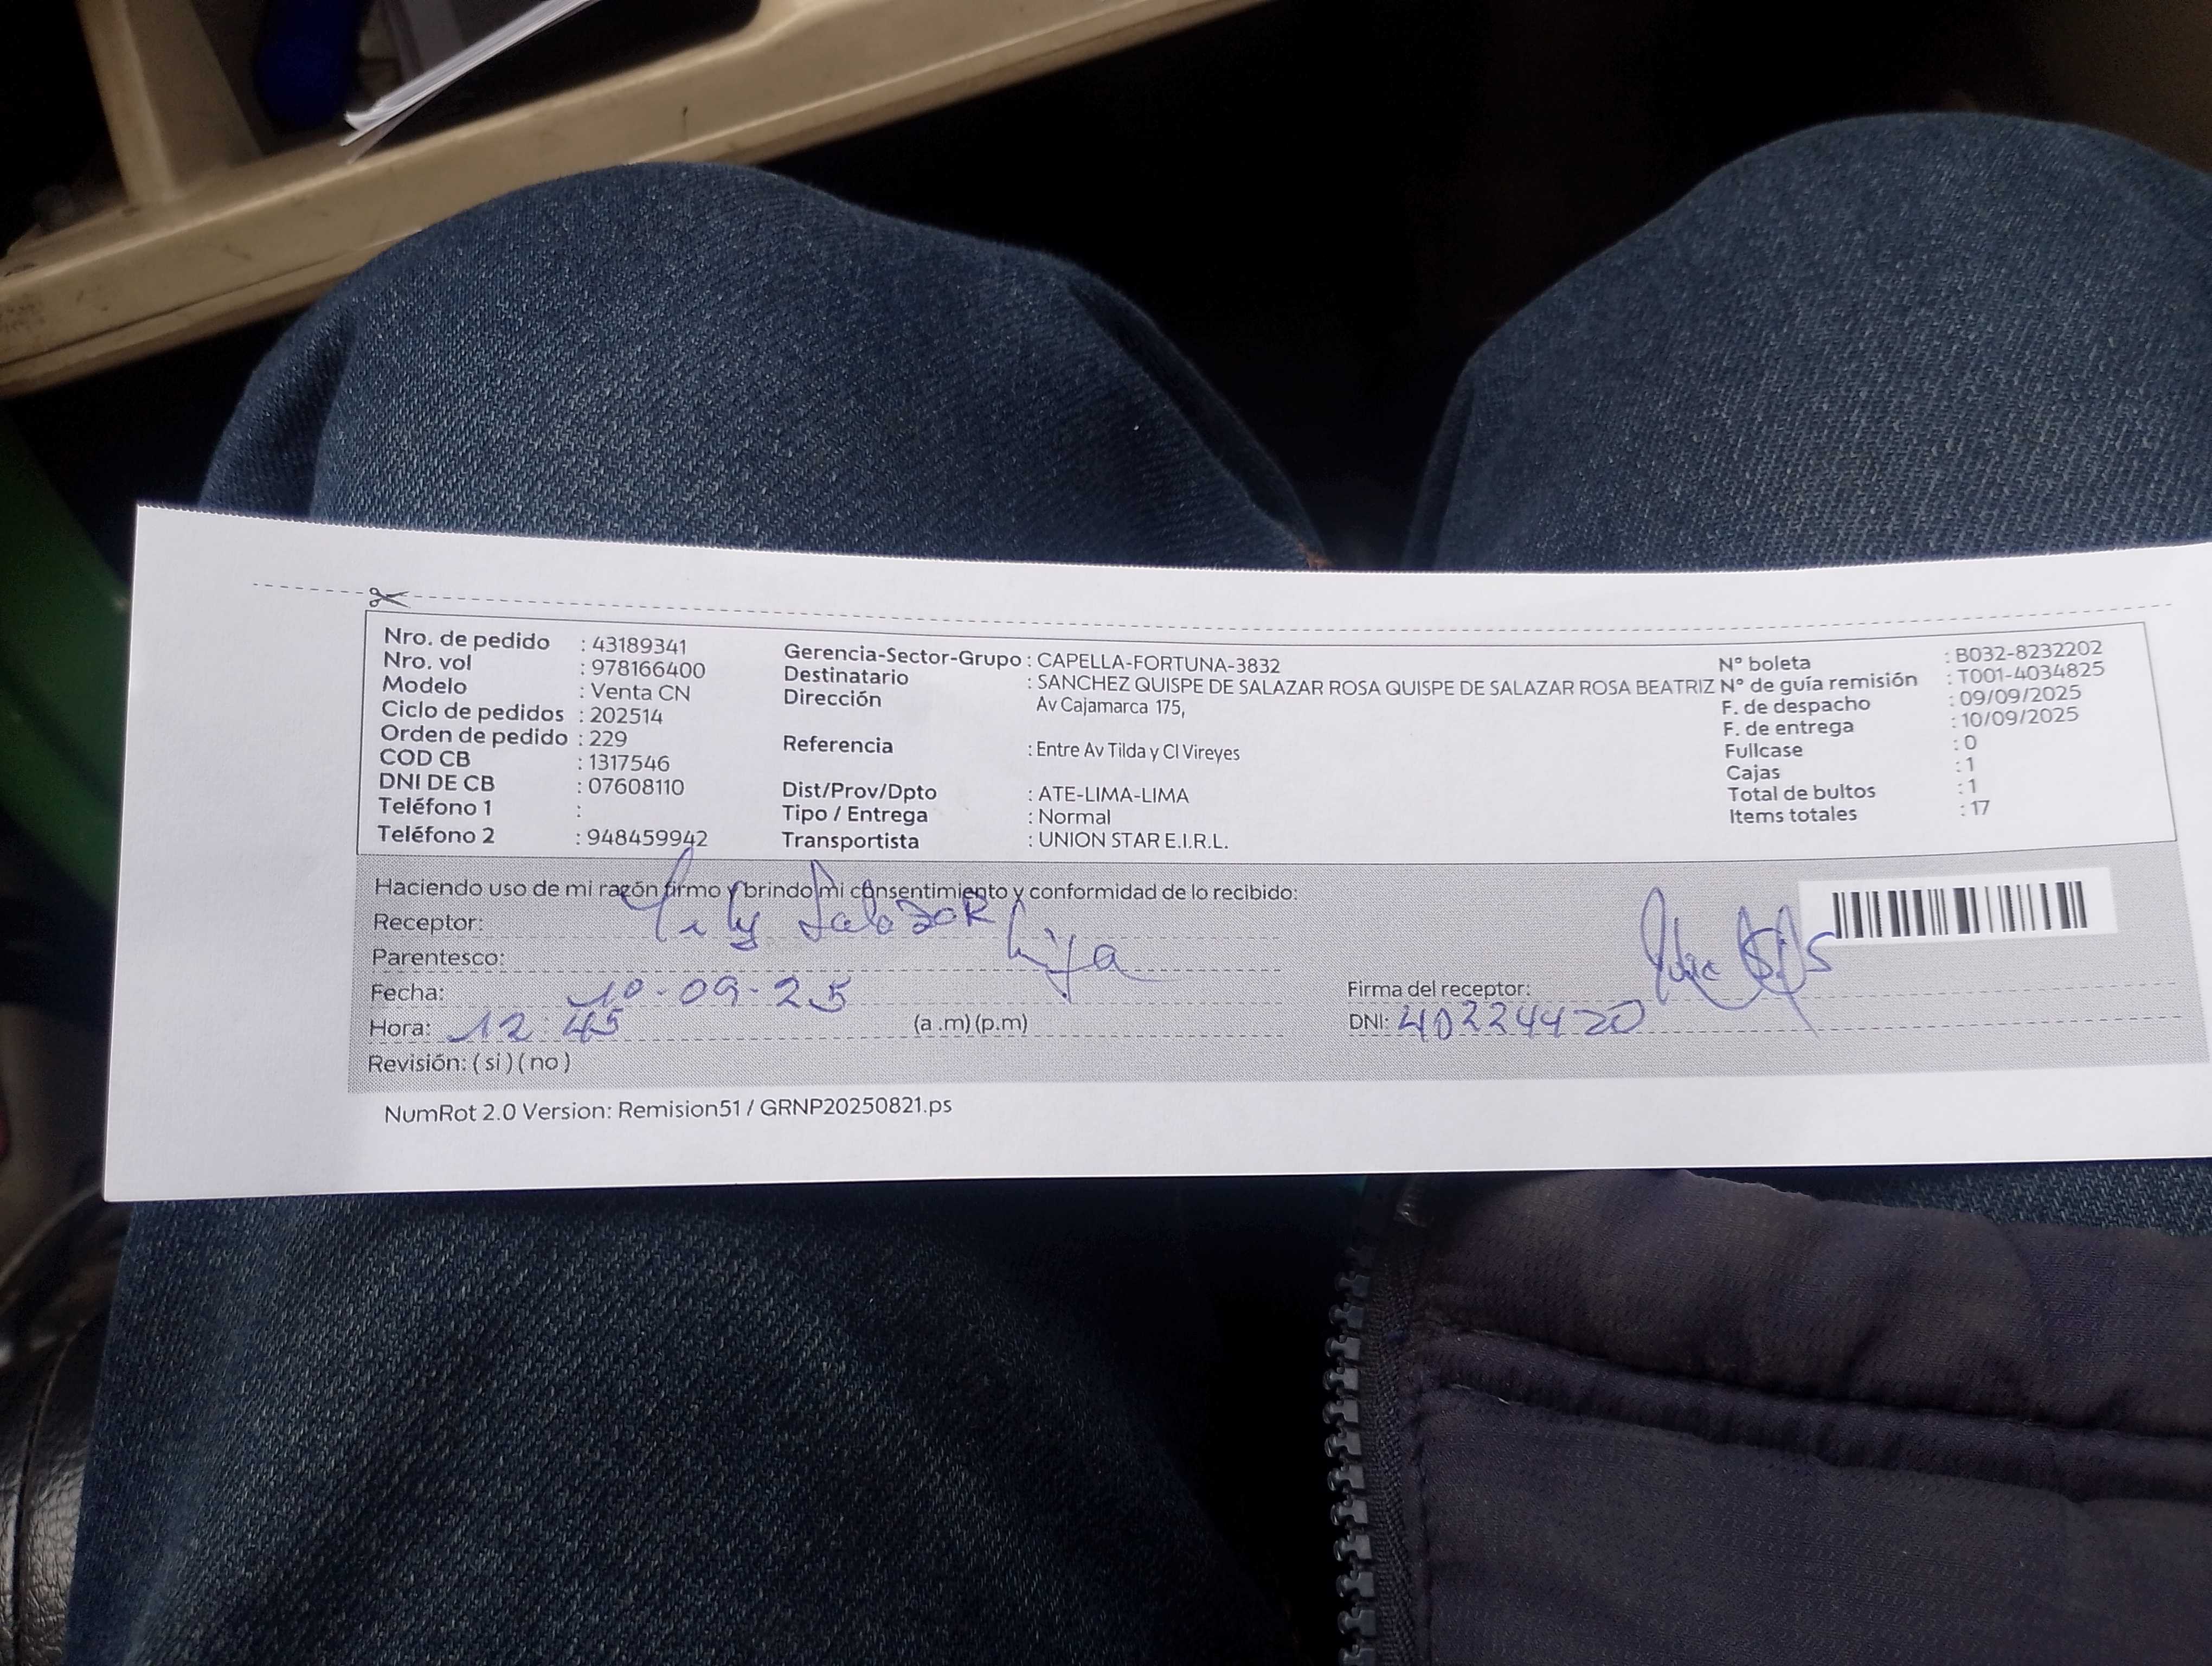 Nro. de pedido : 43189341
Nro. vol : 978166400
Modelo : Venta CN
Ciclo de pedidos : 202514
Orden de pedido : 229
COD CB : 1317546
DNI DE CB : 07608110
Teléfono 1 :
Teléfono 2 : 948459942
Gerencia-Sector-Grupo : CAPELLA-FORTUNA-3832
Destinatario : SANCHEZ QUISPE DE SALAZAR ROSA QUISPE DE SALAZAR ROSA BEATRIZ
Dirección Av Cajamarca 175,
Referencia : Entre Av Tilda y Cl Vireyes
Dist/Prov/Dpto : ATE-LIMA-LIMA
Tipo / Entrega : Normal
Transportista : UNION STAR E.I.R.L.
N° boleta : B032-8232202
N° de guía remisión : T001-4034825
F. de despacho : 09/09/2025
F. de entrega : 10/09/2025
Fullcase : 0
Cajas : 1
Total de bultos : 1
Items totales : 17
Haciendo uso de mi razón firmo y brindo mi consentimiento y conformidad de lo recibido:
Receptor: Salazar
Parentesco: hija
Fecha: 10-09-25
Hora: 12:45 (a .m) (p.m)
Revisión: ( si ) ( no )
Firma del receptor:
DNI: 40224420
NumRot 2.0 Version: Remision51 / GRNP20250821.ps